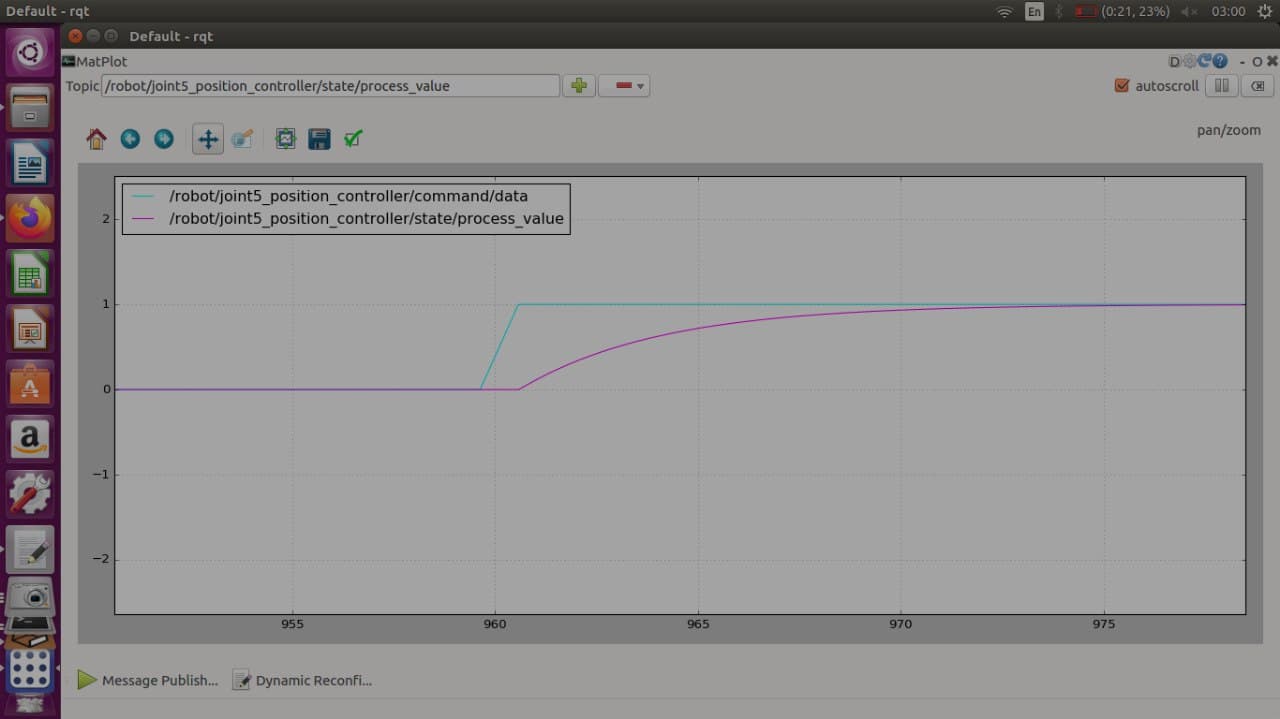 Default - rqt
En
(0:21, 23%)
03:00
Default - rqt
MatPlot
D
- O
Topic
/robot/joint5_position_controller/state/process_value
autoscroll
pan/zoom
/robot/joint5_position_controller/command/data
/robot/joint5_position_controller/state/process_value
2
1
0
−1
−2
955
960
965
970
975
Message Publish...
Dynamic Reconfi...